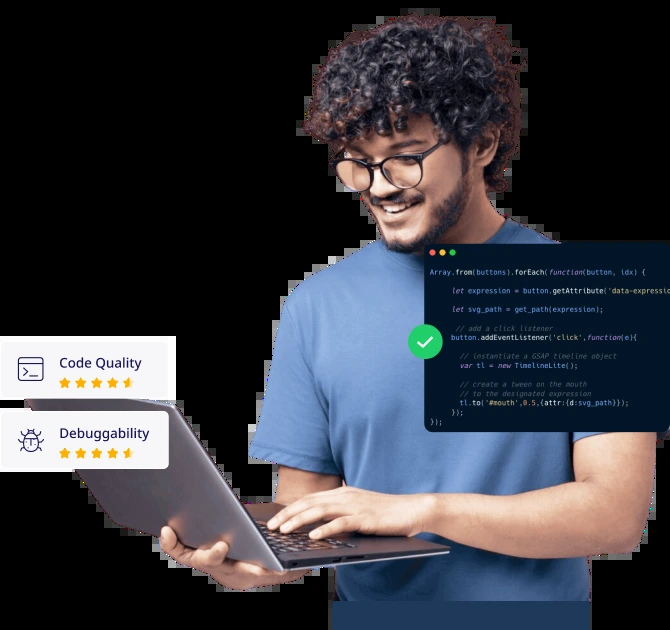 Array.from(buttons).forEach(function(button, idx) {
let expression = button.getAttribute('data-expressio
let svg_path = get_path(expression);
// add a click listener
button.addEventListener('click',function(e){
// instantiate a GSAP timeline object
var tl = new TimelineLite();
// create a tween on the mouth
// to the designated expression
tl.to('#mouth',0.5,{attr:{d:svg_path}});
});
});
Code Quality
Debuggability